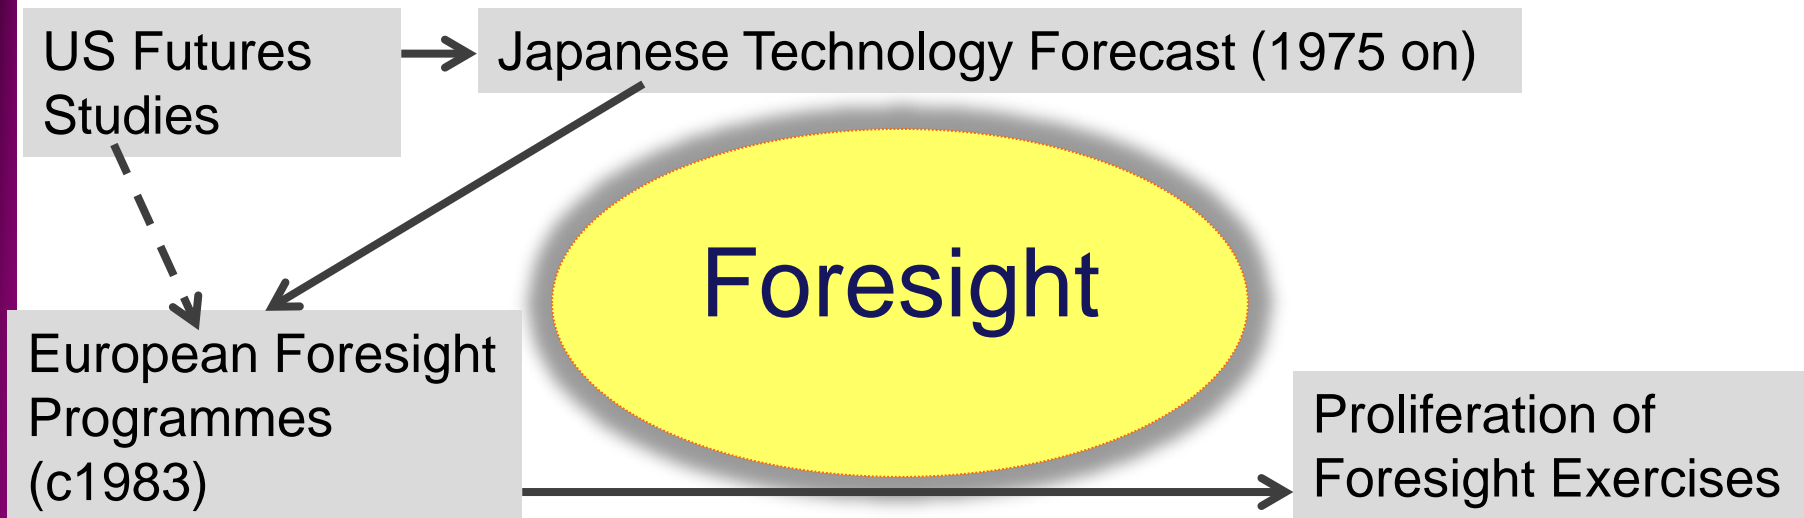 US Futures
Studies
Japanese Technology Forecast (1975 on)
Foresight
European Foresight
Programmes
(c1983)
Proliferation of
Foresight Exercises